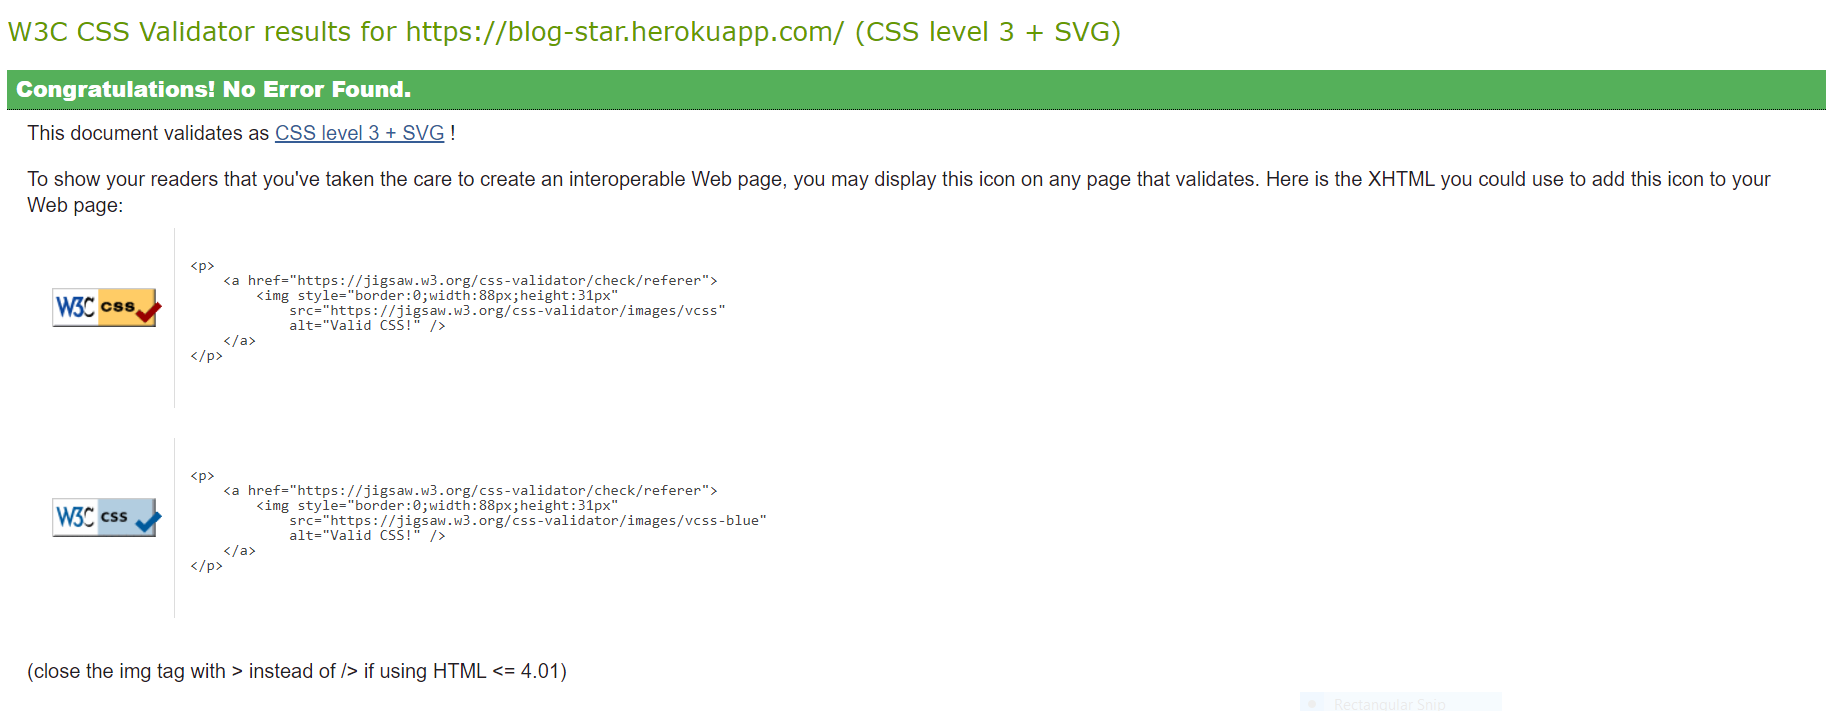 W3C CSS Validator results for https://blog-star.herokuapp.com/ (CSS level 3 + SVG)
Congratulations! No Error Found.
This document validates as CSS level 3 + SVG !
To show your readers that you've taken the care to create an interoperable Web page, you may display this icon on any page that validates. Here is the XHTML you could use to add this icon to your
Web page:
W3C css
<p>
<a href="https://jigsaw.w3.org/css-validator/check/referer">
<img style="border:0;width:88px;height:31px"
src="https://jigsaw.w3.org/css-validator/images/vcss"
alt="Valid CSS!" />
</a>
</p>
W3C css
<p>
<a href="https://jigsaw.w3.org/css-validator/check/referer">
<img style="border:0;width:88px;height:31px"
src="https://jigsaw.w3.org/css-validator/images/vcss-blue"
alt="Valid CSS!" />
</a>
</p>
(close the img tag with > instead of /> if using HTML <= 4.01)
Rectangular Snip